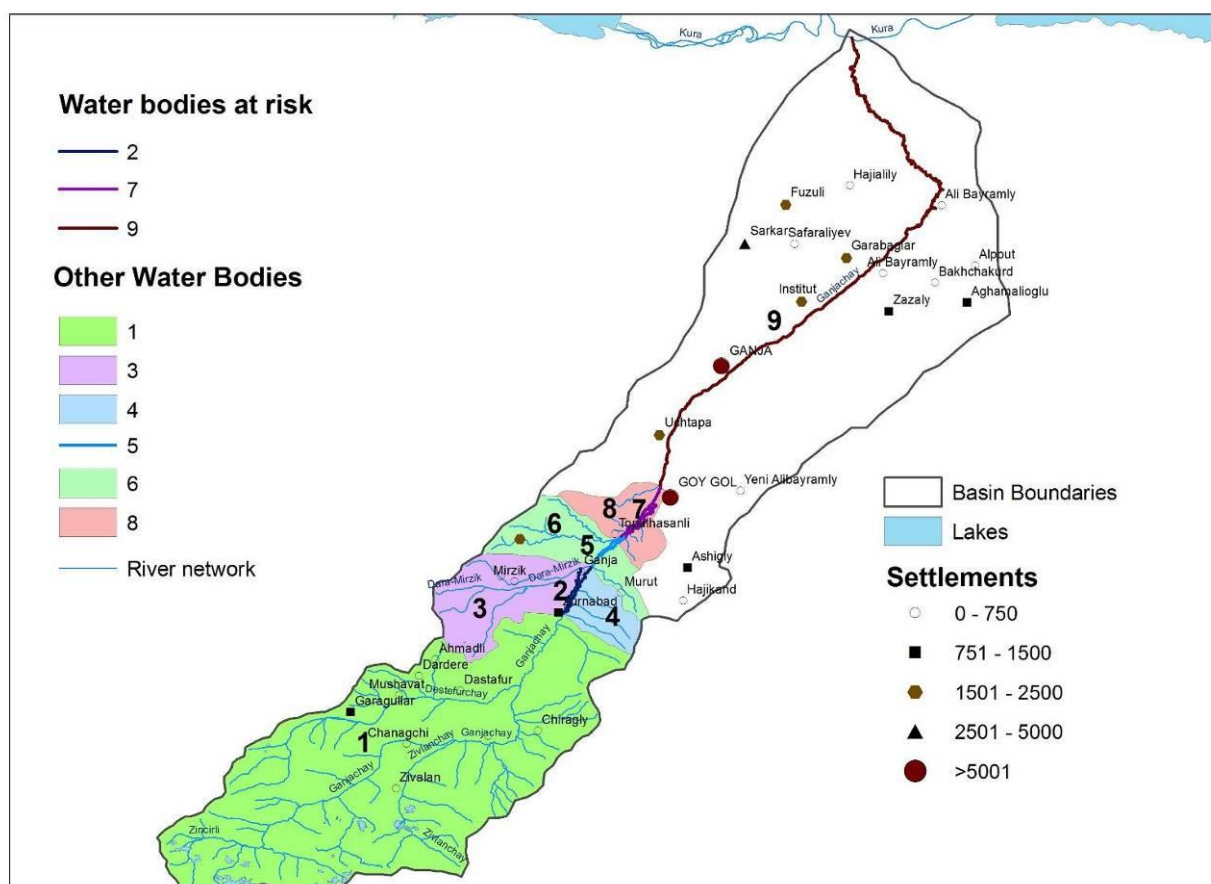 Kura
Kura
Water bodies at risk
2
7
9
Other Water Bodies
1
3
4
5
6
8
River network
Hajialily
Fuzuli
Ali Bayramly
Sarkar
Safaraliyev
Garabaglar
Ali Bayramly
Alpout
Bakhchakurd
Institut
Ganjachay
Zazaly
Aghamalioglu
9
GANJA
Uchtapa
GOY GOL
Yeni Alibayramly
8
7
6
5
Ganja
Ashigly
Dara-Mirzik
Mirzik
Dara-Mirzik
Murut
Hajikand
2
3
4
Ganjachay
Ahmadli
Dardere
Mushavat
Dastafur
Destefurchay
Garagullar
1
Chanagchi
Zivlanchay
Ganjachay
Chiragly
Ganjachay
Zivalan
Zincirli
Zivlanchay
Basin Boundaries
Lakes
Settlements
0 - 750
751 - 1500
1501 - 2500
2501 - 5000
>5001